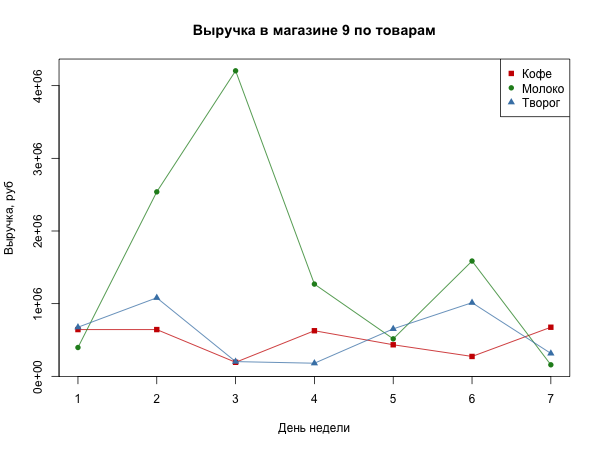 Выручка в магазине 9 по товарам
Кофе
Молоко
Творог
4e+06
3e+06
2e+06
1e+06
0e+00
Выручка, руб
1 2 3 4 5 6 7
День недели